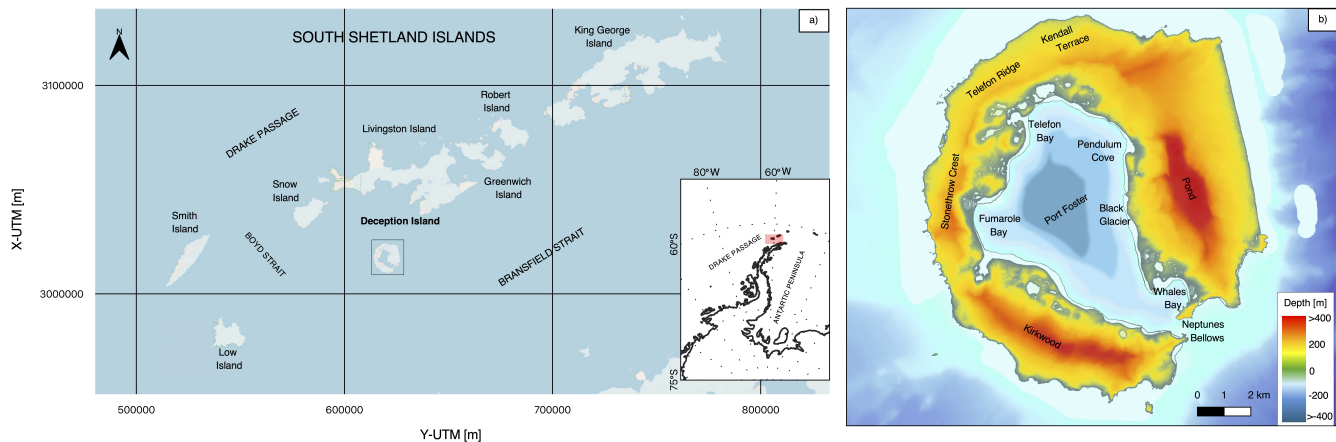 a)
N
SOUTH SHETLAND ISLANDS
King George
Island
3100000
Robert
Island
DRAKE PASSAGE
Livingston Island
Snow
Island
Greenwich
Island
Smith
Island
Deception Island
BOYD STRAIT
BRANSFIELD STRAIT
3000000
Low
Island
X-UTM [m]
500000
600000
700000
800000
Y-UTM [m]
80°W
60°W
60°S
DRAKE PASSAGE
ANTARTIC PENINSULA
75°S
b)
Kendall
Terrace
Telefon Ridge
Telefon
Bay
Pendulum
Cove
Stonethrow Crest
Pond
Port Foster
Fumarole
Bay
Black
Glacier
Whales
Bay
Neptunes
Bellows
Kirkwood
Depth [m]
>400
200
0
-200
>-400
0 1 2 km